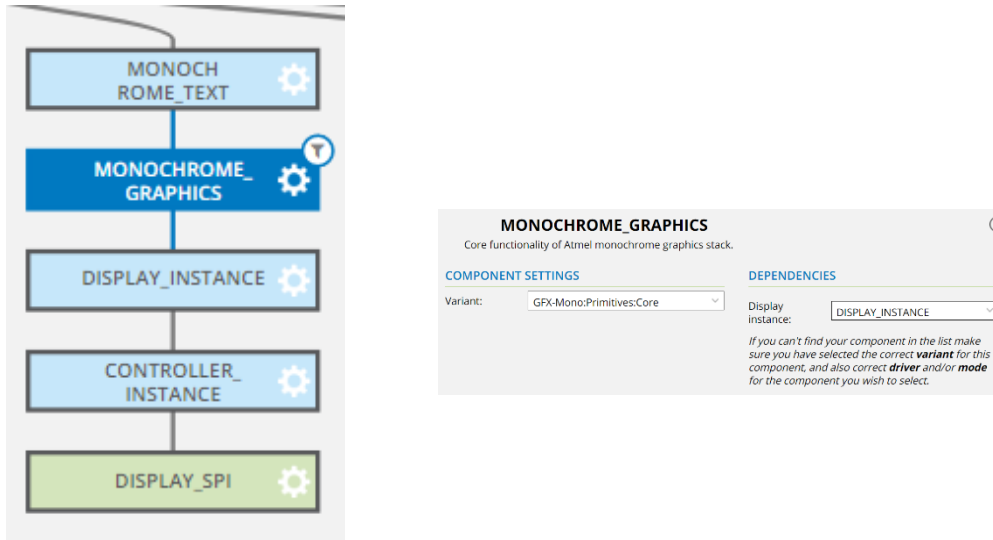 MONOCH
ROME_TEXT
MONOCHROME_
GRAPHICS
DISPLAY_INSTANCE
CONTROLLER_
INSTANCE
DISPLAY_SPI
MONOCHROME_GRAPHICS
Core functionality of Atmel monochrome graphics stack.
COMPONENT SETTINGS
Variant:
GFX-Mono:Primitives:Core
DEPENDENCIES
Display
instance:
DISPLAY_INSTANCE
If you can't find your component in the list make
sure you have selected the correct variant for this
component, and also correct driver and/or mode
for the component you wish to select.